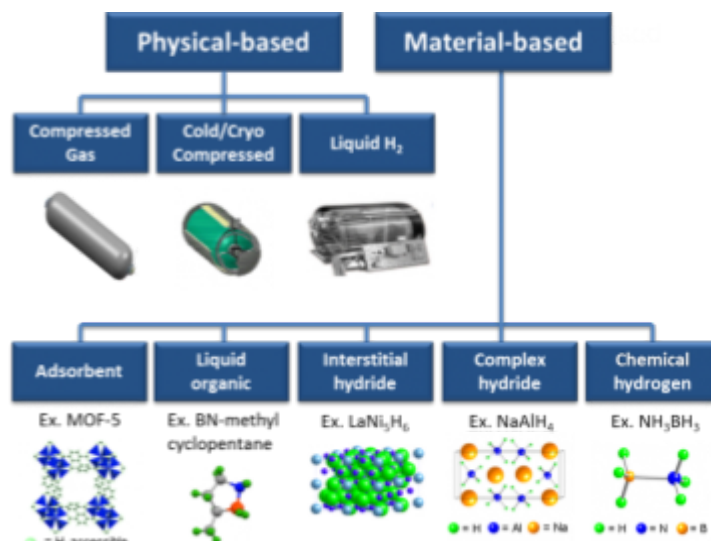 Physical-based
Material-based
Compressed
Gas
Cold/Cryo
Compressed
Liquid H₂
Adsorbent
Liquid
organic
Interstitial
hydride
Complex
hydride
Chemical
hydrogen
Ex. MOF-5
Ex. BN-methyl
cyclopentane
Ex. LaNi₅H₆
Ex. NaAlH₄
Ex. NH₃BH₃
= H
= Al
= Na
= H
= N
= B